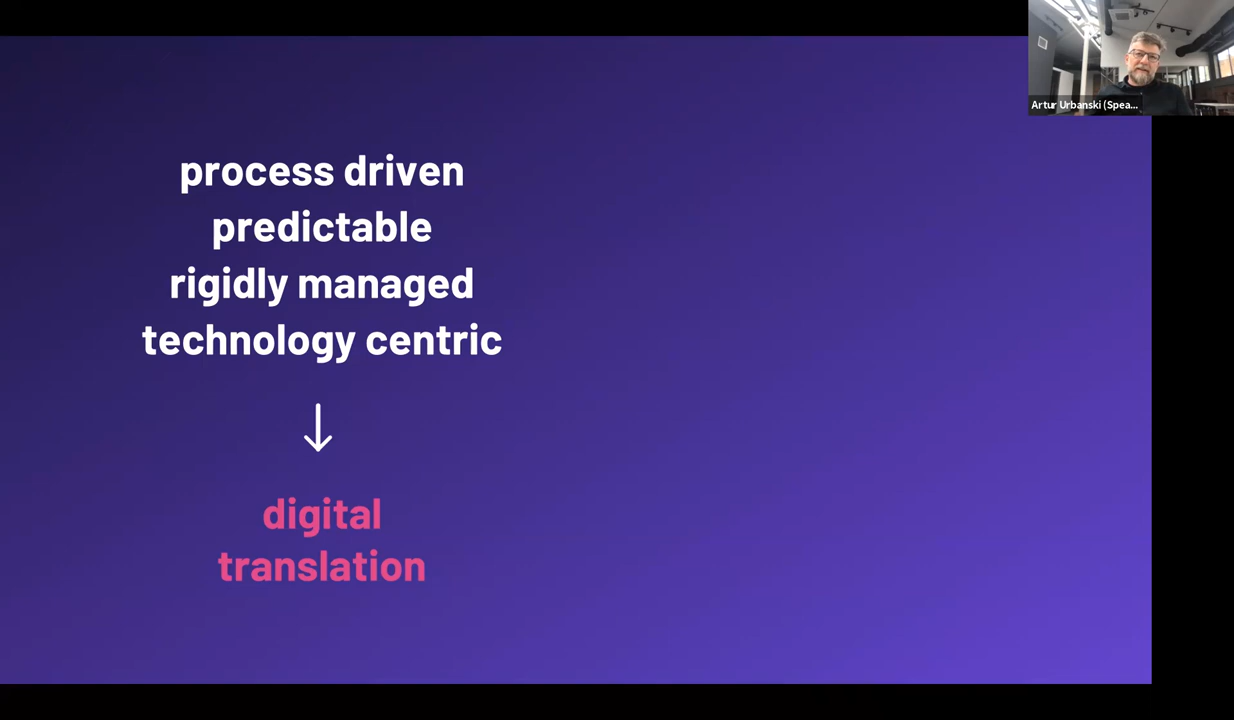 process driven
predictable
rigidly managed
technology centric
digital
translation
Artur Urbanski (Spea...